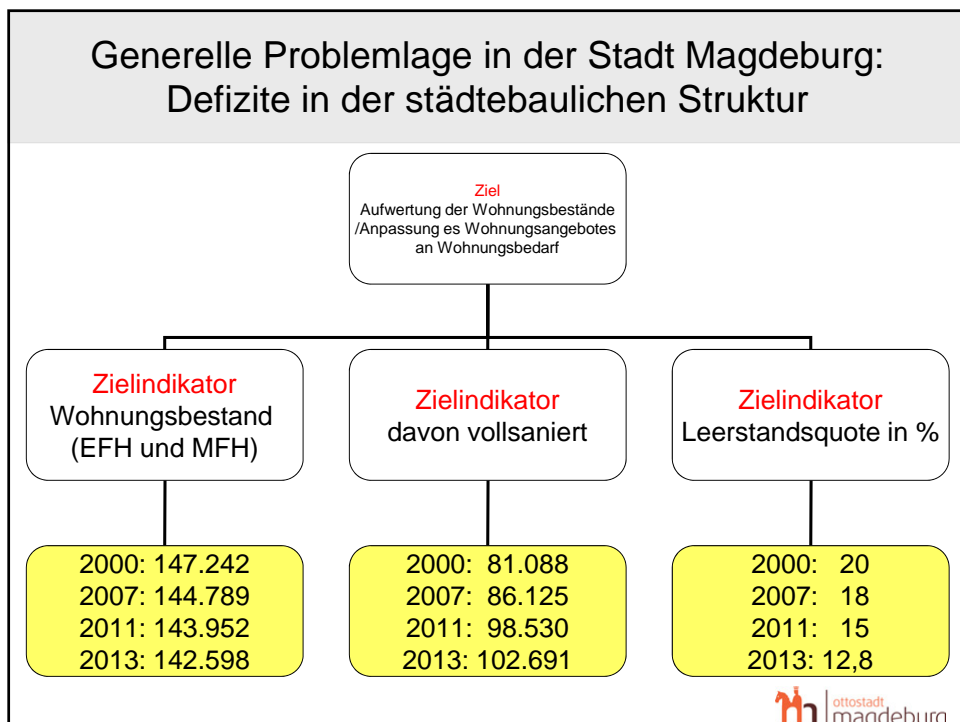 Generelle Problemlage in der Stadt Magdeburg:
Defizite in der städtebaulichen Struktur
Ziel
Aufwertung der Wohnungsbestände
/Anpassung es Wohnungsangebotes
an Wohnungsbedarf
Zielindikator
Wohnungsbestand
(EFH und MFH)
Zielindikator
davon vollsaniert
Zielindikator
Leerstandsquote in %
2000: 147.242
2007: 144.789
2011: 143.952
2013: 142.598
2000: 81.088
2007: 86.125
2011: 98.530
2013: 102.691
2000: 20
2007: 18
2011: 15
2013: 12,8
ottostadt
magdeburg